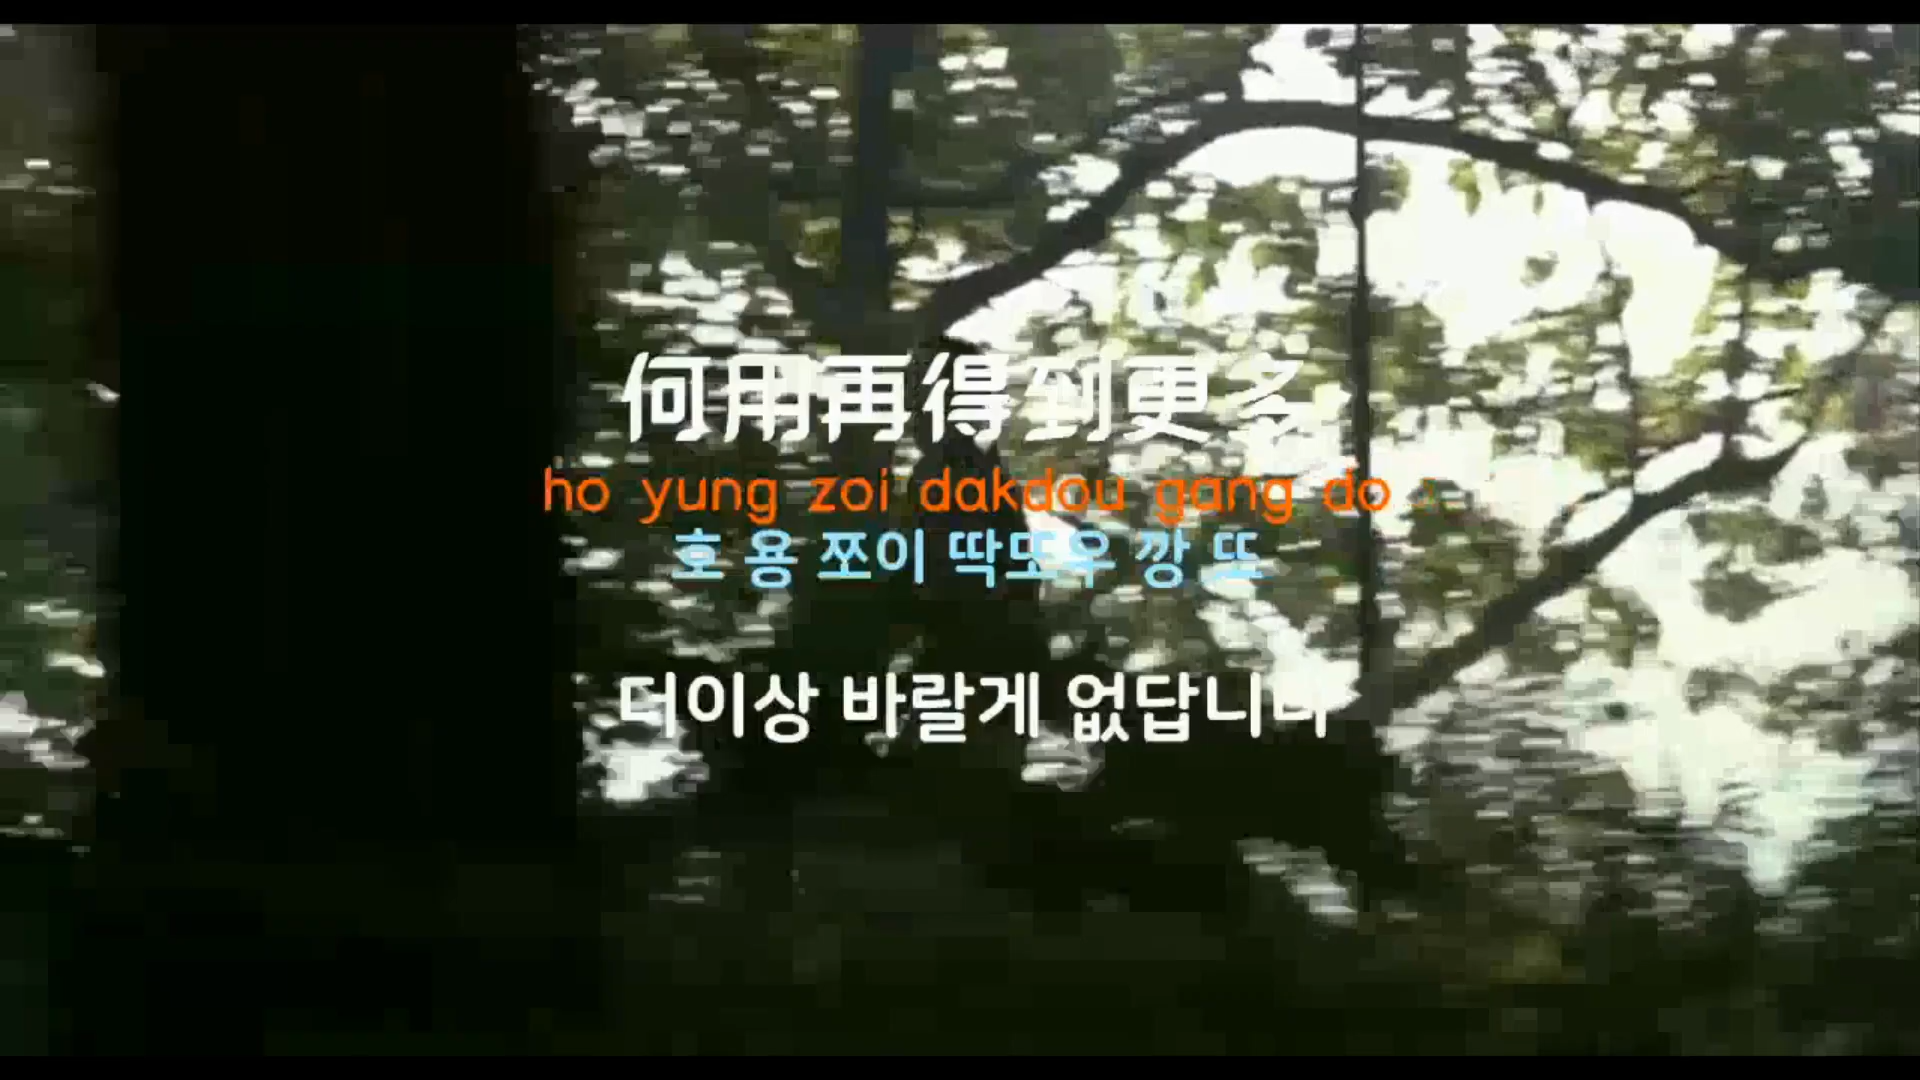 何用再得到更多
ho yung zoi dakdou gang do
호 용 쪼이 딱또우 깡 또
더이상 바랄게 없답니다